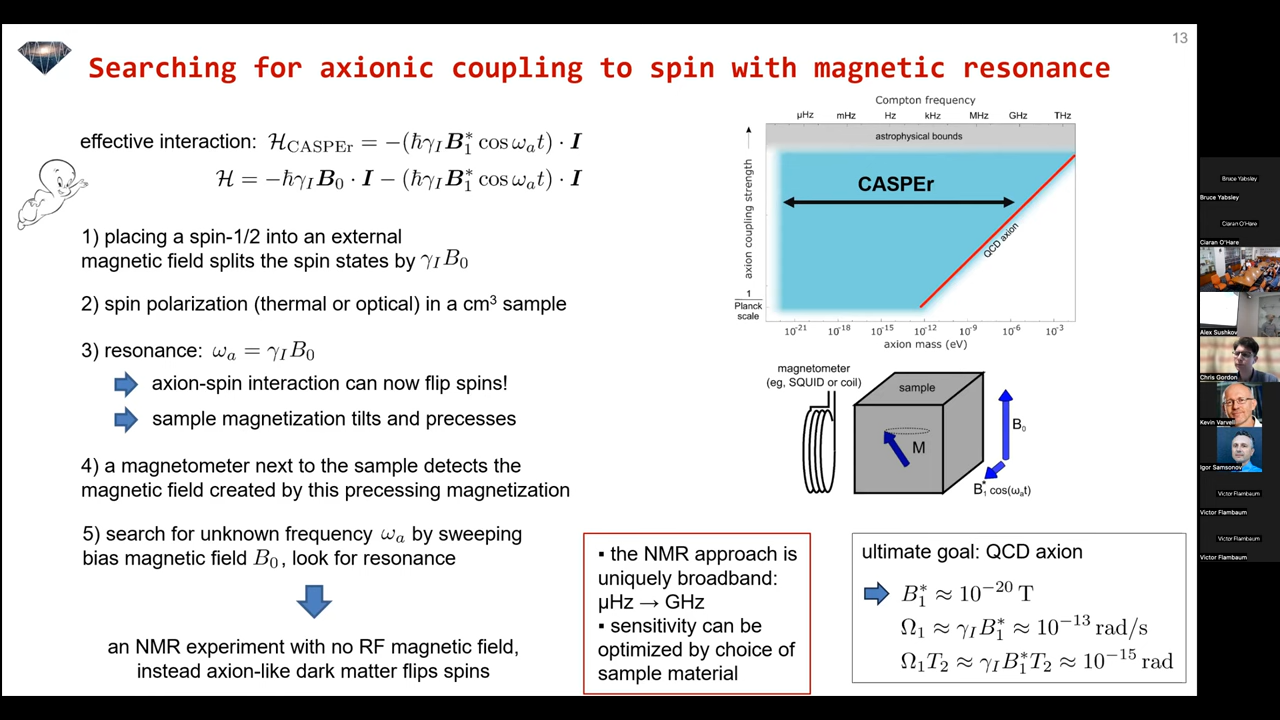 13
Searching for axionic coupling to spin with magnetic resonance
effective interaction: ℋ_CASPEr = −(ℏγ_I B₁* cos ω_a t) · I
ℋ = −ℏγ_I B₀ · I − (ℏγ_I B₁* cos ω_a t) · I
1) placing a spin-1/2 into an external
magnetic field splits the spin states by γ_I B₀
2) spin polarization (thermal or optical) in a cm³ sample
3) resonance: ω_a = γ_I B₀
axion-spin interaction can now flip spins!
sample magnetization tilts and precesses
4) a magnetometer next to the sample detects the
magnetic field created by this precessing magnetization
5) search for unknown frequency ω_a by sweeping
bias magnetic field B₀, look for resonance
an NMR experiment with no RF magnetic field,
instead axion-like dark matter flips spins
Compton frequency
µHz mHz Hz kHz MHz GHz THz
astrophysical bounds
CASPEr
QCD axion
axion coupling strength
1
Planck
scale
10⁻²¹ 10⁻¹⁸ 10⁻¹⁵ 10⁻¹² 10⁻⁹ 10⁻⁶ 10⁻³
axion mass (eV)
magnetometer
(eg, SQUID or coil)
sample
M
B₀
B₁* cos(ω_a t)
▪ the NMR approach is
uniquely broadband:
µHz → GHz
▪ sensitivity can be
optimized by choice of
sample material
ultimate goal: QCD axion
B₁* ≈ 10⁻²⁰ T
Ω₁ ≈ γ_I B₁* ≈ 10⁻¹³ rad/s
Ω₁T₂ ≈ γ_I B₁* T₂ ≈ 10⁻¹⁵ rad
Bruce Yabsley
Bruce Yabsley
Ciaran O'Hare
Ciaran O'Hare
Alex Sushkov
Chris Gordon
Kevin Varvell
Igor Samsonov
Victor Flambaum
Victor Flambaum
Victor Flambaum
Victor Flambaum